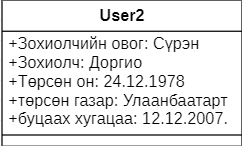 User2
+Зохиолчийн овог: Сүрэн
+Зохиолч: Доргио
+Төрсөн он: 24.12.1978
+төрсөн газар: Улаанбаатарт
+буцаах хугацаа: 12.12.2007.